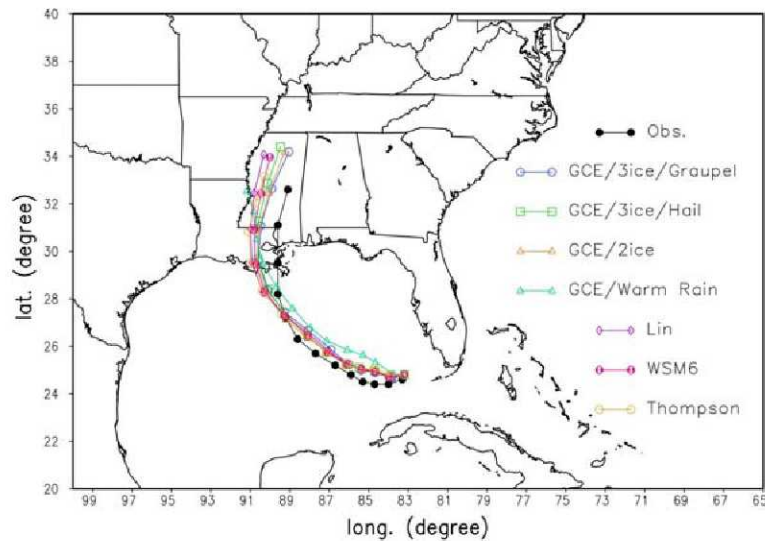 40
38
36
34
32
30
28
26
24
22
20
lat. (degree)
Obs.
GCE/3ice/Graupel
GCE/3ice/Hail
GCE/2ice
GCE/Warm Rain
Lin
WSM6
Thompson
99 97 95 93 91 89 87 85 83 81 79 77 75 73 71 69 67 65
long. (degree)